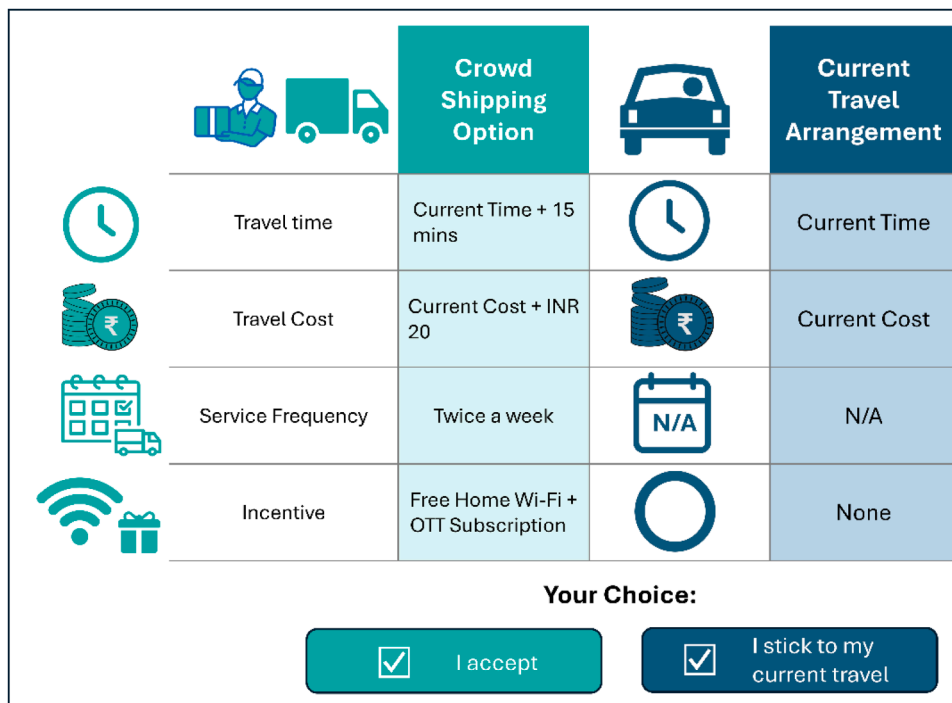 Crowd
Shipping
Option
Current
Travel
Arrangement
Travel time
Current Time + 15
mins
Current Time
₹
Travel Cost
Current Cost + INR
20
₹
Current Cost
Service Frequency
Twice a week
N/A
N/A
Incentive
Free Home Wi-Fi +
OTT Subscription
None
Your Choice:
I accept
I stick to my
current travel